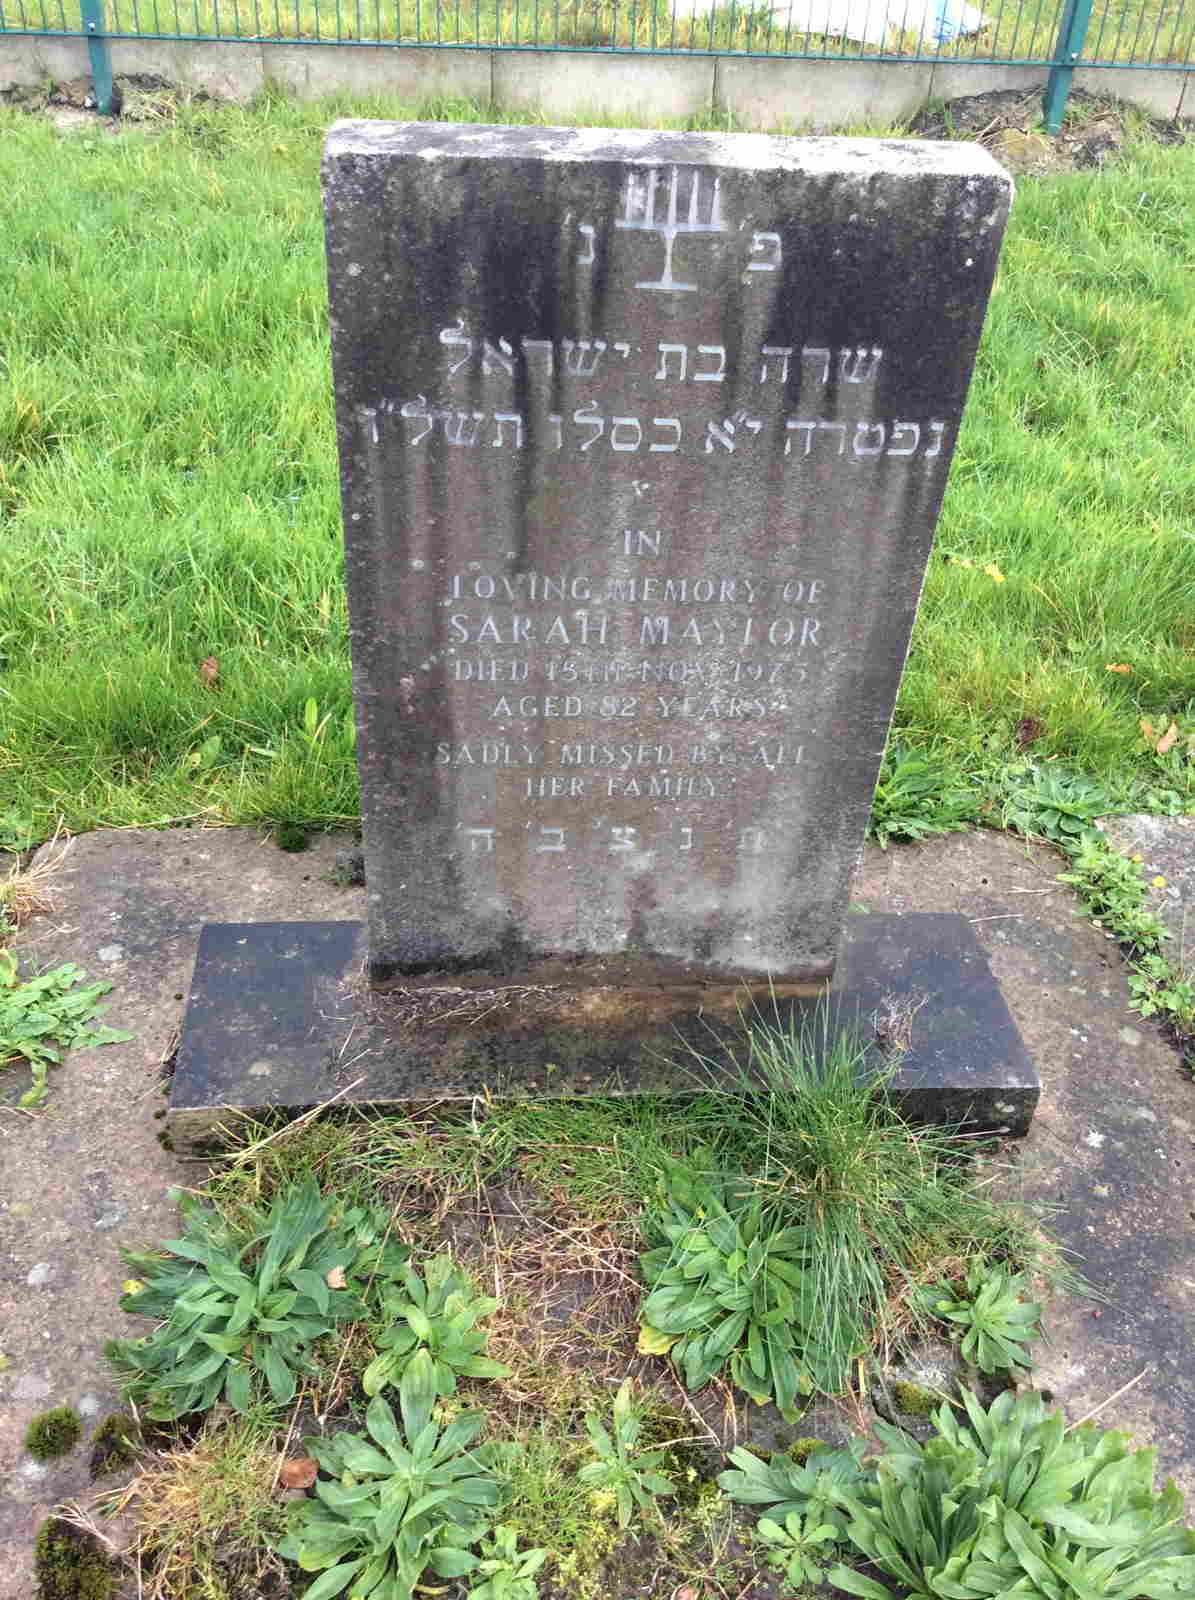 פ' נ'
שרה בת ישראל
נפטרה י"א כסלו תשל"ו
IN
LOVING MEMORY OF
SARAH MAYLOR
DIED 15TH NOV. 1975
AGED 82 YEARS
SADLY MISSED BY ALL
HER FAMILY
ת' נ' צ' ב' ה'